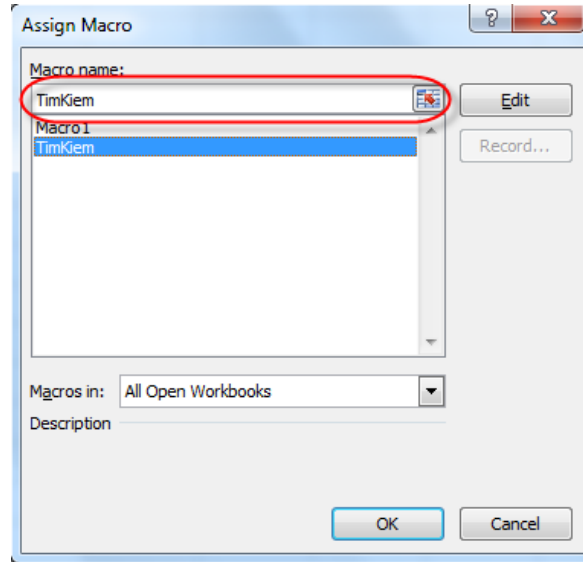 Assign Macro
Macro name:
TimKiem
Edit
Macro1
Record...
TimKiem
Macros in: All Open Workbooks
Description
OK Cancel